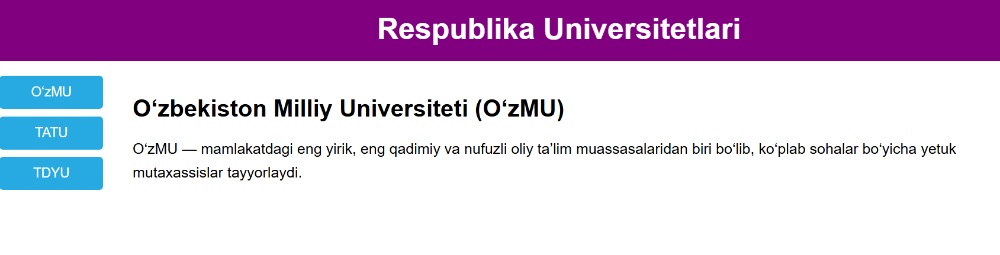 Respublika Universitetlari
O‘zMU
TATU
TDYU
O‘zbekiston Milliy Universiteti (O‘zMU)
O‘zMU — mamlakatdagi eng yirik, eng qadimiy va nufuzli oliy ta’lim muassasalaridan biri bo‘lib, ko‘plab sohalar bo‘yicha yetuk
mutaxassislar tayyorlaydi.